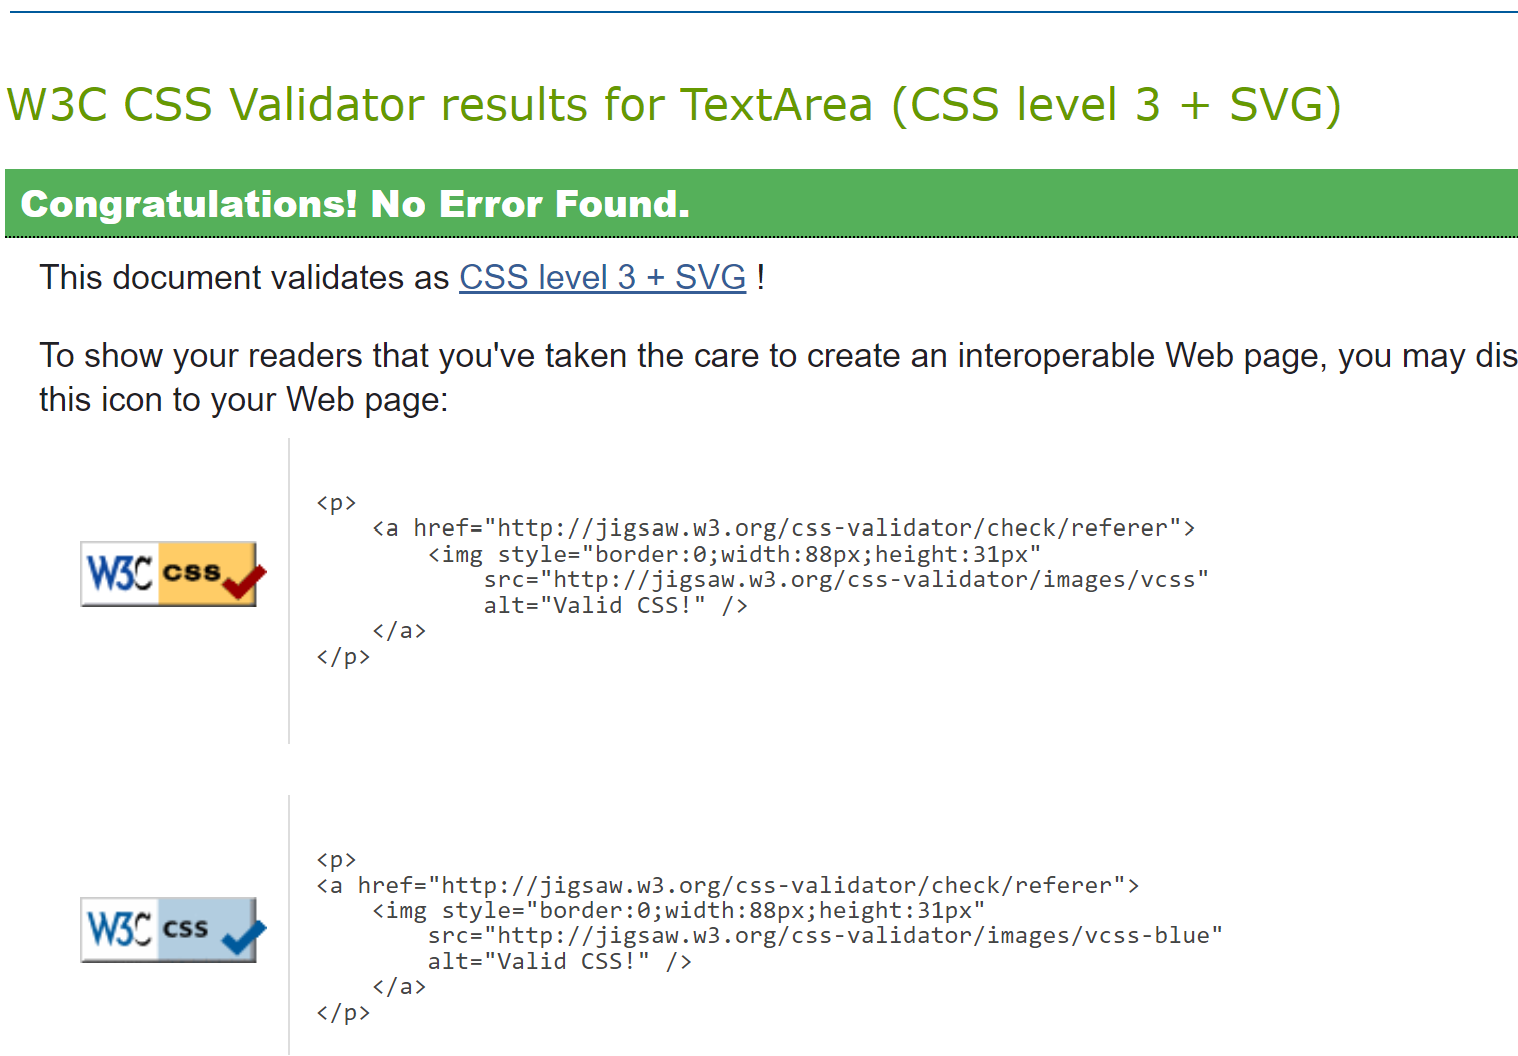 W3C CSS Validator results for TextArea (CSS level 3 + SVG)
Congratulations! No Error Found.
This document validates as CSS level 3 + SVG !
To show your readers that you've taken the care to create an interoperable Web page, you may dis
this icon to your Web page:
W3C css
<p>
    <a href="http://jigsaw.w3.org/css-validator/check/referer">
        <img style="border:0;width:88px;height:31px"
            src="http://jigsaw.w3.org/css-validator/images/vcss"
            alt="Valid CSS!" />
    </a>
</p>
W3C css
<p>
<a href="http://jigsaw.w3.org/css-validator/check/referer">
    <img style="border:0;width:88px;height:31px"
        src="http://jigsaw.w3.org/css-validator/images/vcss-blue"
        alt="Valid CSS!" />
    </a>
</p>